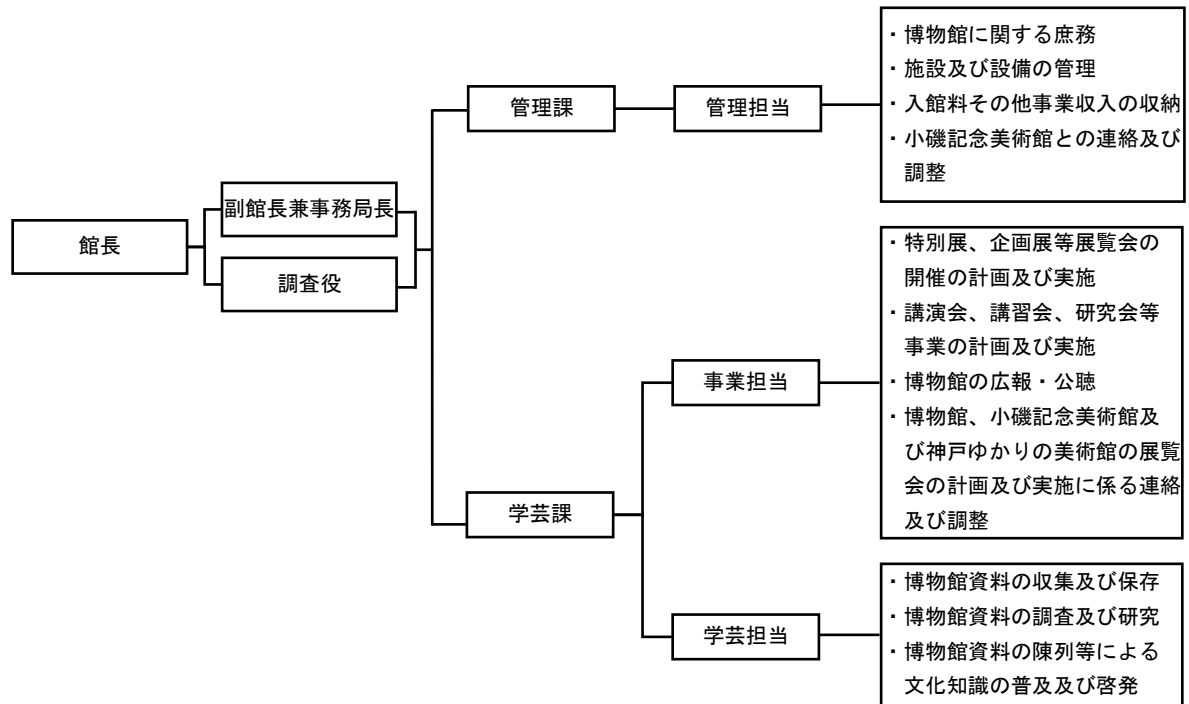 館長
副館長兼事務局長
調査役
管理課
管理担当
・博物館に関する庶務
・施設及び設備の管理
・入館料その他事業収入の収納
・小磯記念美術館との連絡及び
調整
学芸課
事業担当
・特別展、企画展等展覧会の
開催の計画及び実施
・講演会、講習会、研究会等
事業の計画及び実施
・博物館の広報・公聴
・博物館、小磯記念美術館及
び神戸ゆかりの美術館の展覧
会の計画及び実施に係る連絡
及び調整
学芸担当
・博物館資料の収集及び保存
・博物館資料の調査及び研究
・博物館資料の陳列等による
文化知識の普及及び啓発